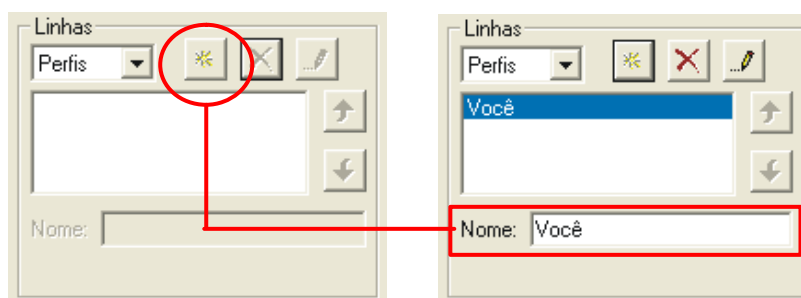 Linhas
Perfis
Nome:
Linhas
Perfis
Você
Nome: Você